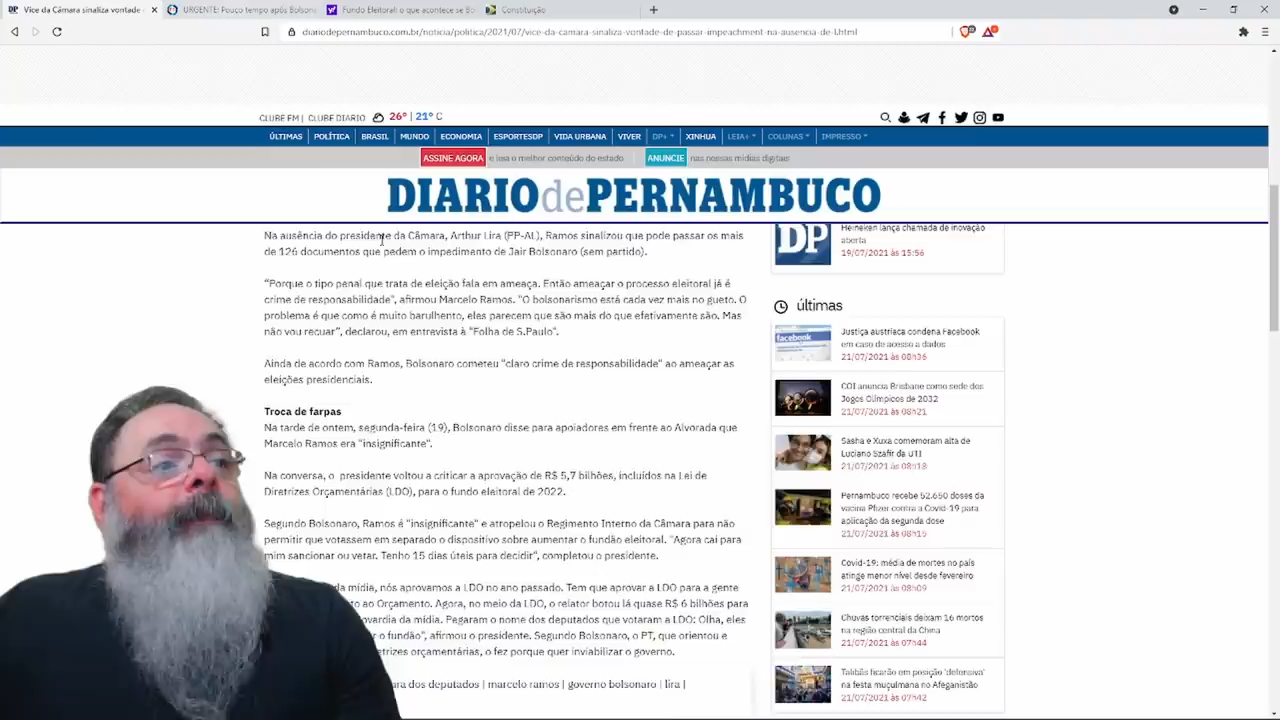 Vice da Câmara sinaliza vontade
URGENTE: Pouco tempo após Bolson
Fundo Eleitoral: o que acontece se Bo
Constituição
diariodepernambuco.com.br/noticia/politica/2021/07/vice-da-camara-sinaliza-vontade-de-passar-impeachment-na-ausencia-de-l.html
CLUBE FM | CLUBE DIARIO 26° | 21° C
ÚLTIMAS POLÍTICA BRASIL MUNDO ECONOMIA ESPORTESDP VIDA URBANA VIVER DP+ XINHUA LEIA+ COLUNAS IMPRESSO
ASSINE AGORA e leia o melhor conteúdo do estado ANUNCIE nas nossas mídias digitais
DIARIOdePERNAMBUCO
Na ausência do presidente da Câmara, Arthur Lira (PP-AL), Ramos sinalizou que pode passar os mais
de 126 documentos que pedem o impedimento de Jair Bolsonaro (sem partido).
“Porque o tipo penal que trata de eleição fala em ameaça. Então ameaçar o processo eleitoral já é
crime de responsabilidade”, afirmou Marcelo Ramos. "O bolsonarismo está cada vez mais no gueto. O
problema é que como é muito barulhento, eles parecem que são mais do que efetivamente são. Mas
não vou recuar”, declarou, em entrevista à “Folha de S.Paulo”.
Ainda de acordo com Ramos, Bolsonaro cometeu “claro crime de responsabilidade” ao ameaçar as
eleições presidenciais.
Troca de farpas
Na tarde de ontem, segunda-feira (19), Bolsonaro disse para apoiadores em frente ao Alvorada que
Marcelo Ramos era “insignificante”.
Na conversa, o presidente voltou a criticar a aprovação de R$ 5,7 bilhões, incluídos na Lei de
Diretrizes Orçamentárias (LDO), para o fundo eleitoral de 2022.
Segundo Bolsonaro, Ramos é “insignificante” e atropelou o Regimento Interno da Câmara para não
permitir que votassem em separado o dispositivo sobre aumentar o fundão eleitoral. “Agora cai para
mim sancionar ou vetar. Tenho 15 dias úteis para decidir”, completou o presidente.
da mídia, nós aprovamos a LDO no ano passado. Tem que aprovar a LDO para a gente
to ao Orçamento. Agora, no meio da LDO, o relator botou lá quase R$ 6 bilhões para
ovardia da mídia. Pegaram o nome dos deputados que votaram a LDO: Olha, eles
r o fundão”, afirmou o presidente. Segundo Bolsonaro, o PT, que orientou e
etrizes orçamentárias, o fez porque quer inviabilizar o governo.
ara dos deputados | marcelo ramos | governo bolsonaro | lira |
DP
Heineken lança chamada de inovação
aberta
19/07/2021 às 15:56
últimas
facebook
Justiça austríaca condena Facebook
em caso de acesso a dados
21/07/2021 às 08h36
COI anuncia Brisbane como sede dos
Jogos Olímpicos de 2032
21/07/2021 às 08h21
Sasha e Xuxa comemoram alta de
Luciano Szafir da UTI
21/07/2021 às 08h18
Pernambuco recebe 52.650 doses da
vacina Pfizer contra a Covid-19 para
aplicação da segunda dose
21/07/2021 às 08h15
Covid-19: média de mortes no país
atinge menor nível desde fevereiro
21/07/2021 às 08h09
Chuvas torrenciais deixam 16 mortos
na região central da China
21/07/2021 às 07h44
Talibãs ficarão em posição 'defensiva'
na festa muçulmana no Afeganistão
21/07/2021 às 07h42